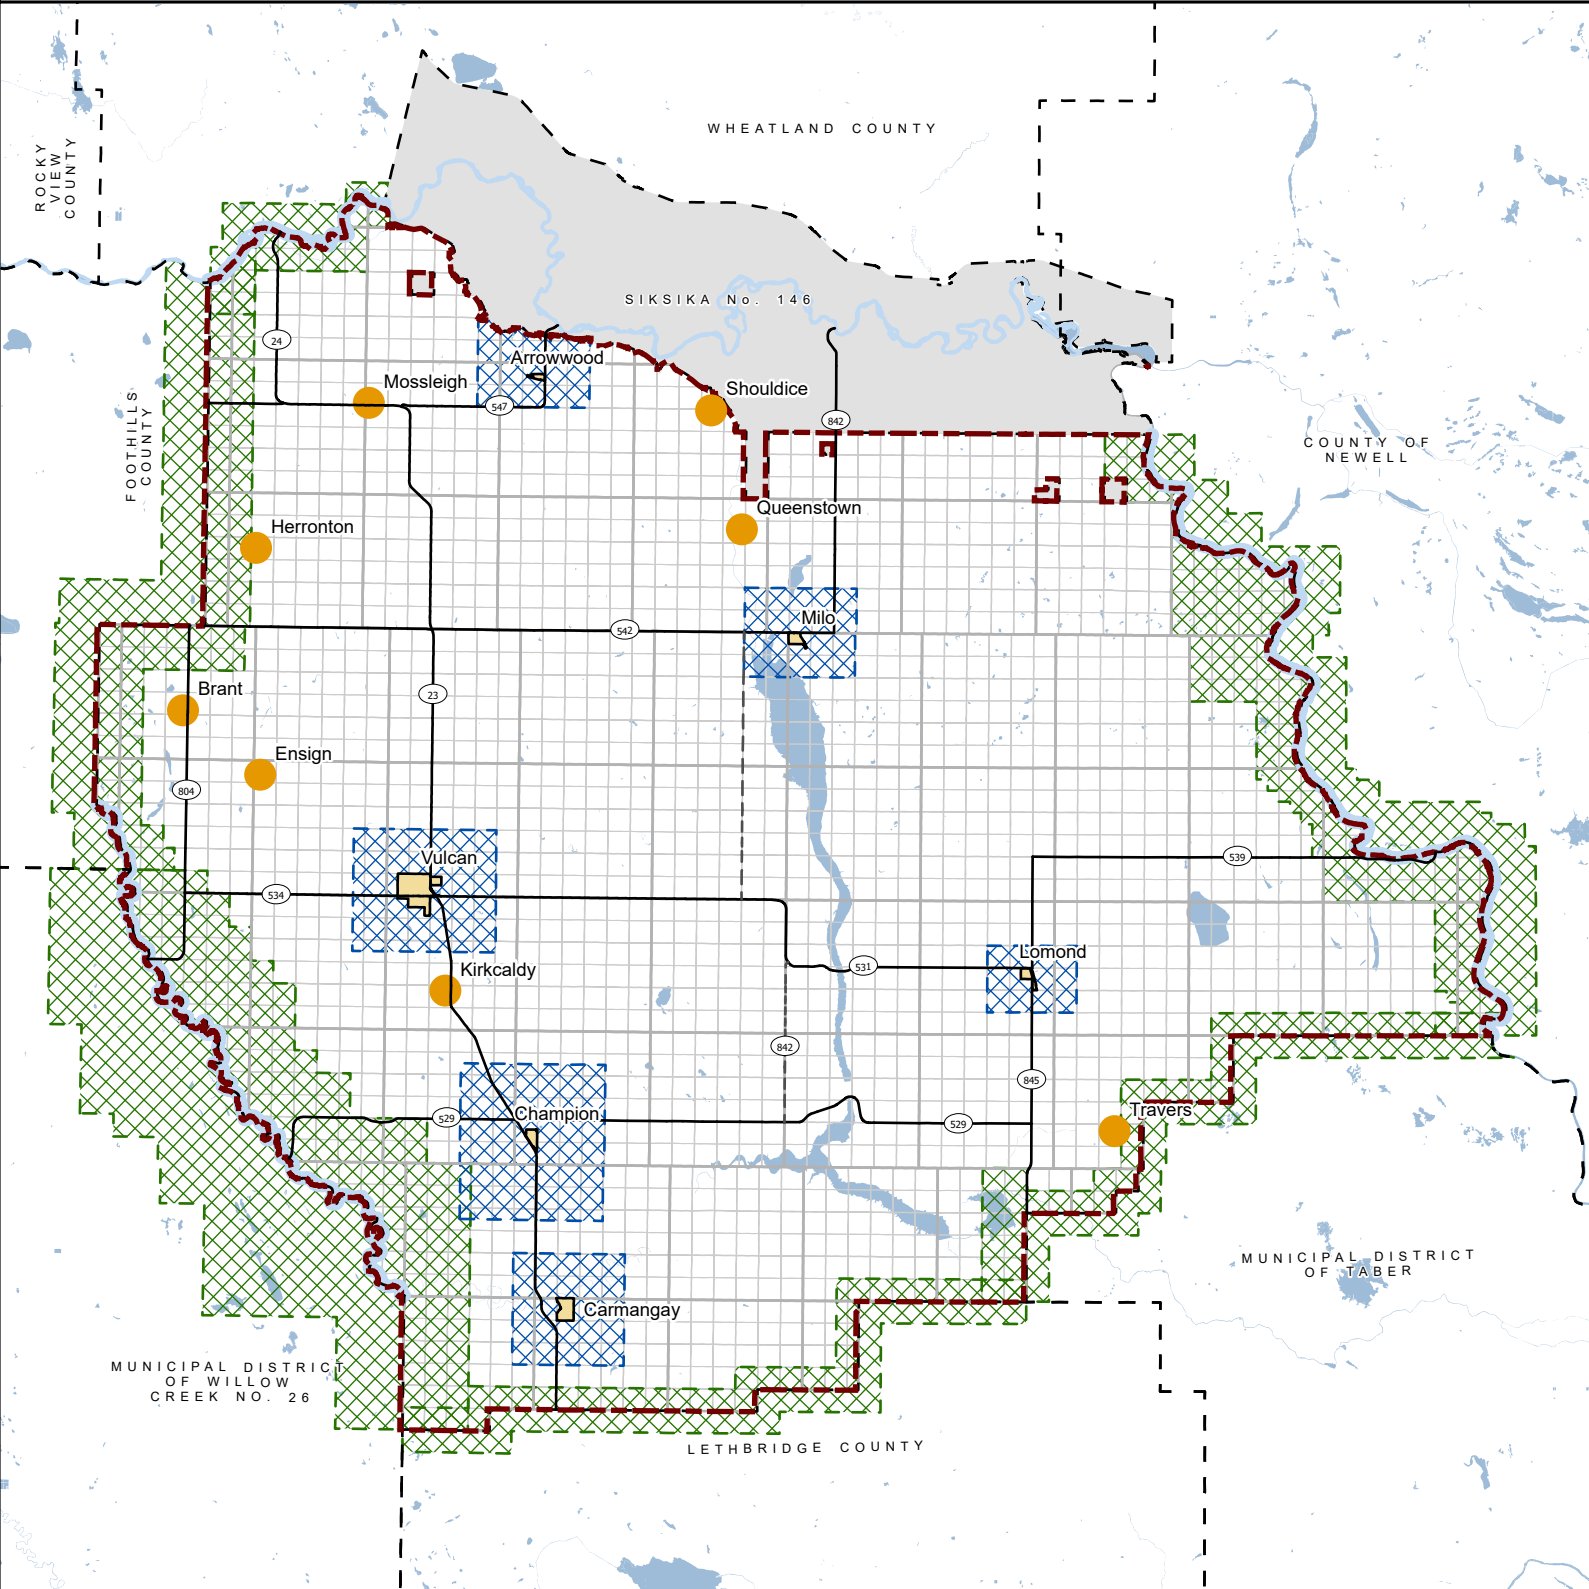 WHEATLAND COUNTY
ROCKY
VIEW
COUNTY
SIKSIKA No. 146
24
Arrowwood
Mossleigh
547
Shouldice
842
FOOTHILLS
COUNTY
COUNTY OF
NEWELL
Queenstown
Herronton
Milo
542
Brant
23
Ensign
804
Vulcan
539
534
Lomond
531
Kirkcaldy
842
845
Champion
529
529
Travers
MUNICIPAL DISTRICT
OF TABER
Carmangay
MUNICIPAL DISTRICT
OF WILLOW
CREEK NO. 26
LETHBRIDGE COUNTY